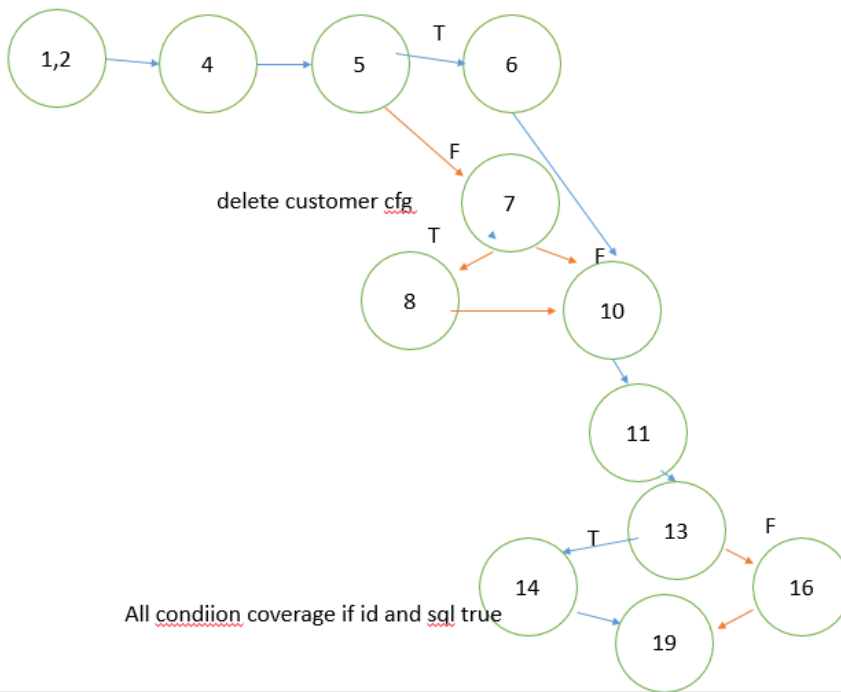 T
1,2
4
5
6
F
delete customer cfg
7
T
F
8
10
11
13
F
T
14
16
All condiion coverage if id and sql true
19